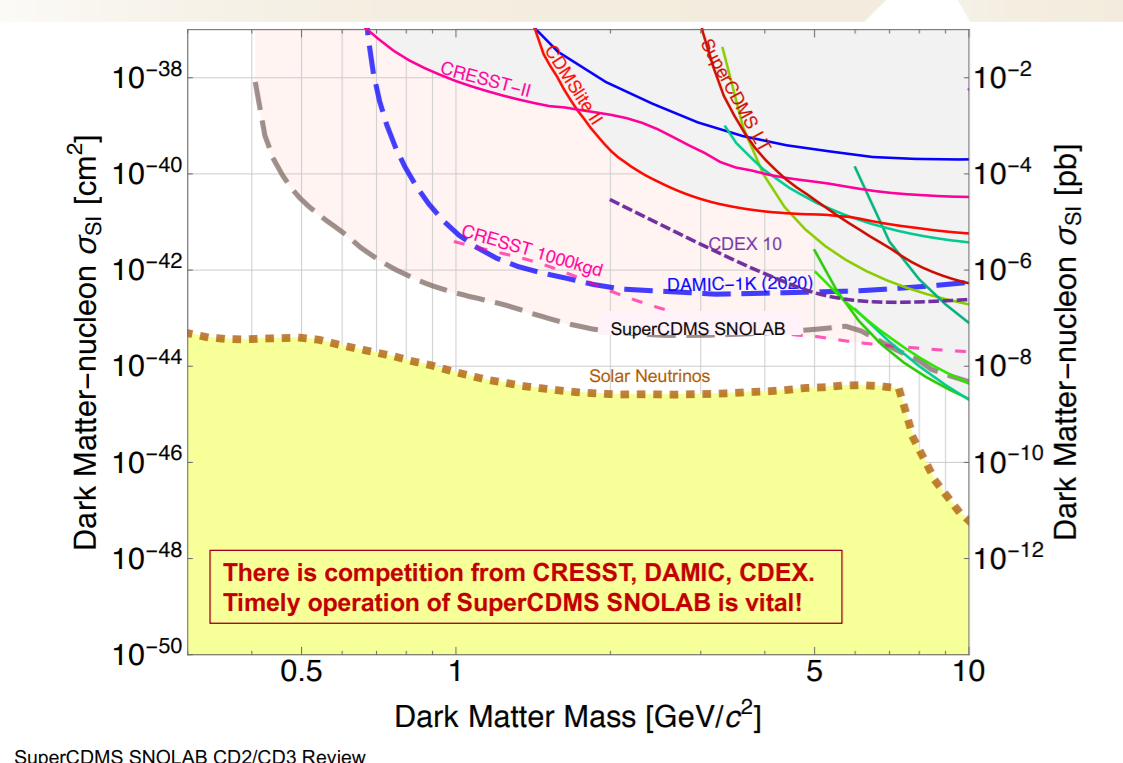 10−38
10−40
10−42
10−44
10−46
10−48
10−50
Dark Matter−nucleon σSI [cm2]
10−2
10−4
10−6
10−8
10−10
10−12
Dark Matter−nucleon σSI [pb]
CRESST−II
CDMSlite II
SuperCDMS LT
CRESST 1000kgd
CDEX 10
DAMIC−1K (2020)
SuperCDMS SNOLAB
Solar Neutrinos
There is competition from CRESST, DAMIC, CDEX.
Timely operation of SuperCDMS SNOLAB is vital!
0.5 1 5 10
Dark Matter Mass [GeV/c2]
SuperCDMS SNOLAB CD2/CD3 Review